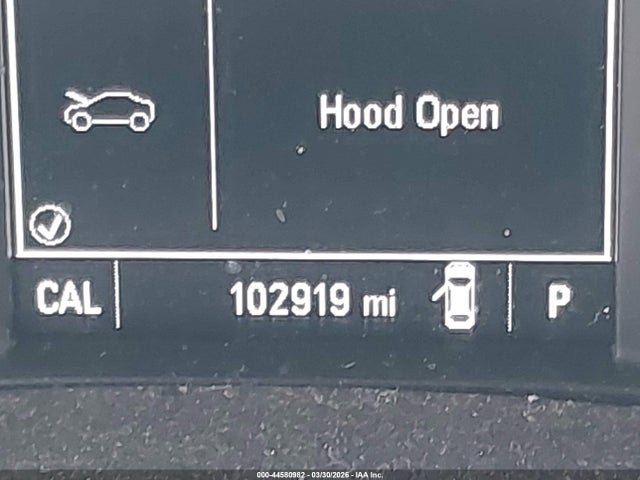 Hood Open
CAL 102919 mi P
000-44580982 - 03/30/2026 - IAA Inc.